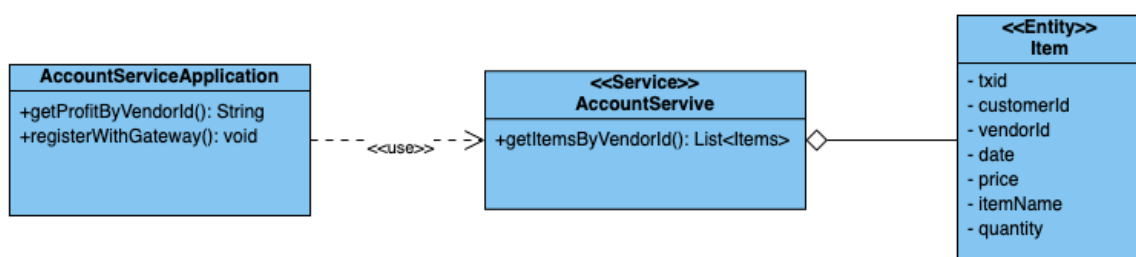 AccountServiceApplication
+getProfitByVendorId(): String
+registerWithGateway(): void
<<use>>
<<Service>>
AccountServive
+getItemsByVendorId(): List<Items>
<<Entity>>
Item
- txid
- customerId
- vendorId
- date
- price
- itemName
- quantity